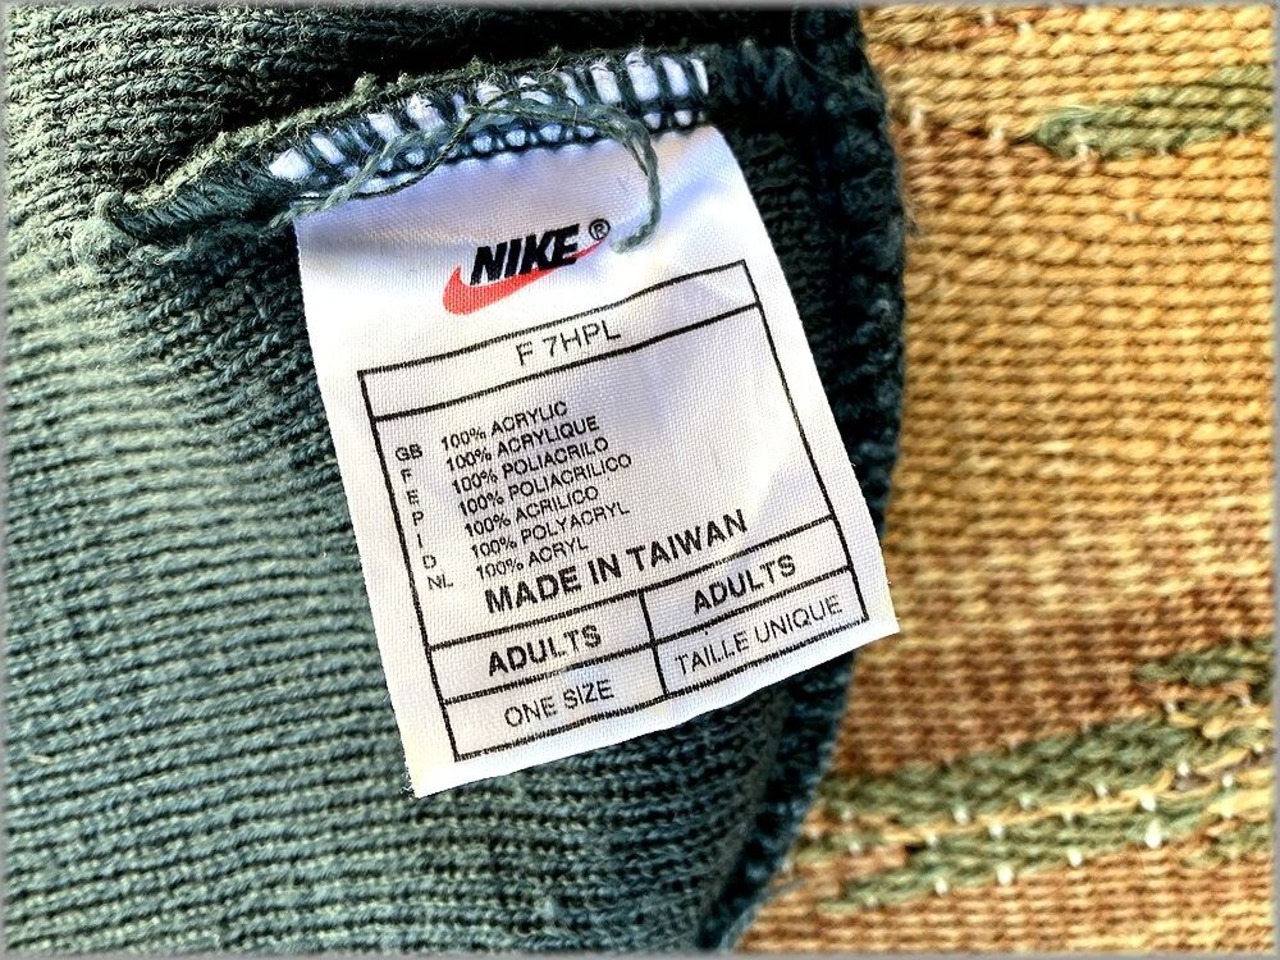 NIKE®
F 7HPL
GB 100% ACRYLIC
F 100% ACRYLIQUE
E 100% POLIACRILO
P 100% POLIACRILICO
I 100% ACRILICO
D 100% POLYACRYL
NL 100% ACRYL
MADE IN TAIWAN
ADULTS ADULTS
ONE SIZE TAILLE UNIQUE